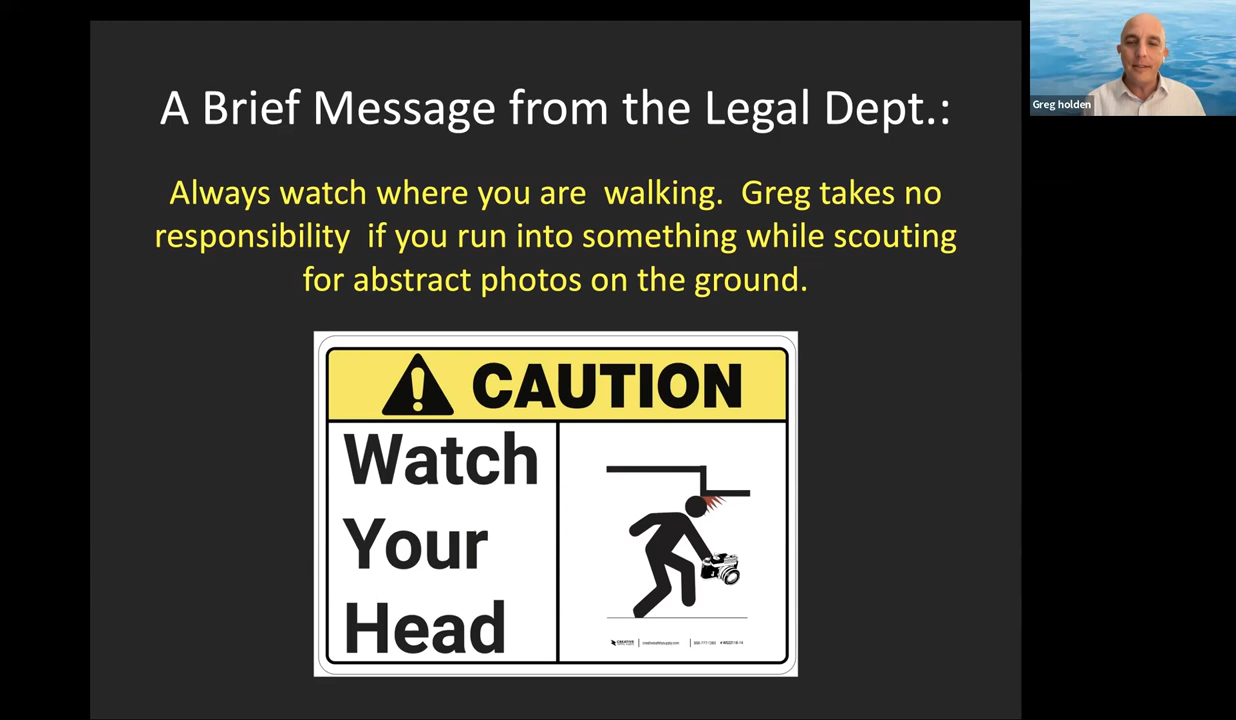 A Brief Message from the Legal Dept.:
Always watch where you are walking. Greg takes no
responsibility if you run into something while scouting
for abstract photos on the ground.
CAUTION
Watch
Your
Head
CREATIVE
Greg holden